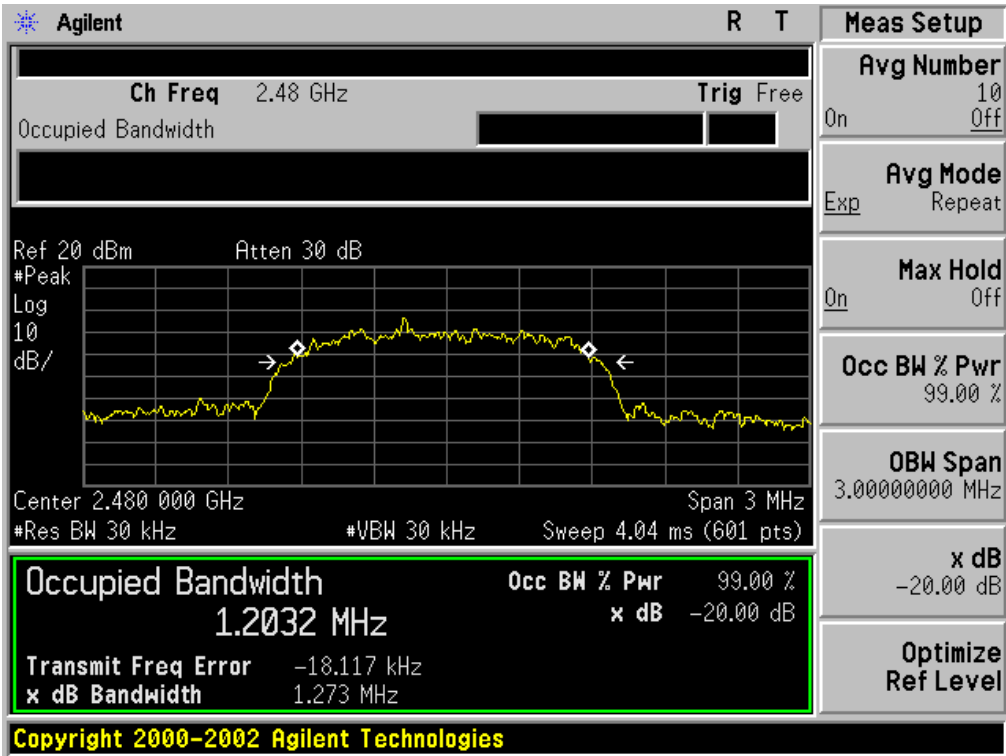 Agilent R T
Ch Freq 2.48 GHz Trig Free
Occupied Bandwidth
Ref 20 dBm Atten 30 dB
#Peak
Log
10
dB/
Center 2.480 000 GHz Span 3 MHz
#Res BW 30 kHz #VBW 30 kHz Sweep 4.04 ms (601 pts)
Occupied Bandwidth Occ BW % Pwr 99.00 %
1.2032 MHz x dB -20.00 dB
Transmit Freq Error -18.117 kHz
x dB Bandwidth 1.273 MHz
Copyright 2000-2002 Agilent Technologies
Meas Setup
Avg Number
10
On Off
Avg Mode
Exp Repeat
Max Hold
On Off
Occ BW % Pwr
99.00 %
OBW Span
3.00000000 MHz
x dB
-20.00 dB
Optimize
Ref Level